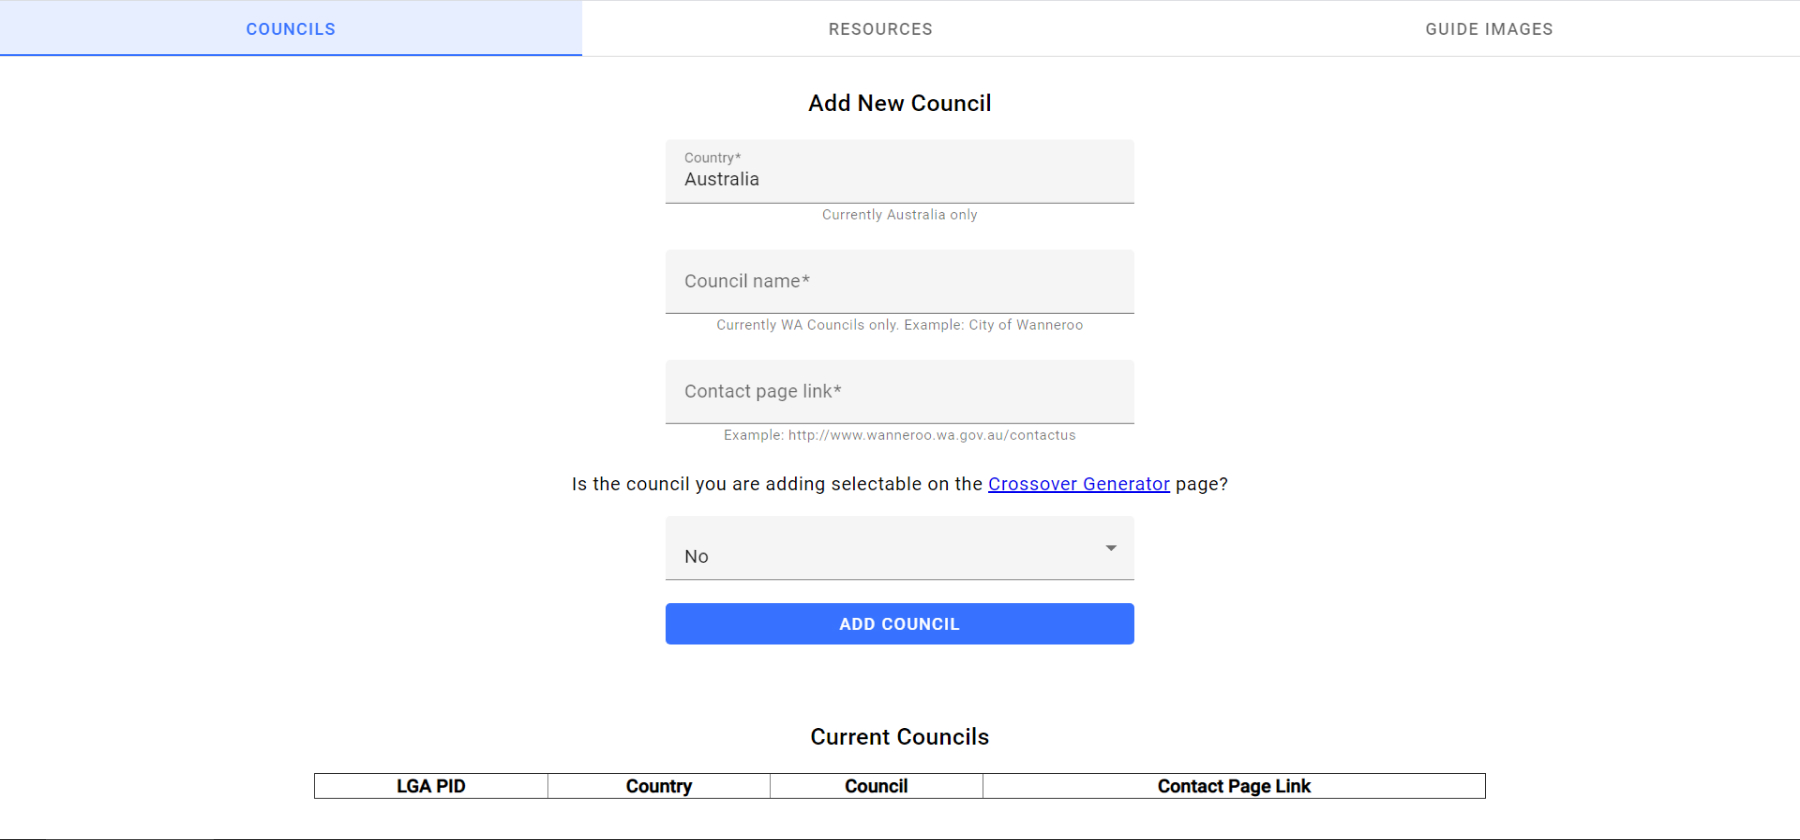 COUNCILS RESOURCES GUIDE IMAGES
Add New Council
Country*
Australia
Currently Australia only
Council name*
Currently WA Councils only. Example: City of Wanneroo
Contact page link*
Example: http://www.wanneroo.wa.gov.au/contactus
Is the council you are adding selectable on the Crossover Generator page?
No
ADD COUNCIL
Current Councils
LGA PID Country Council Contact Page Link